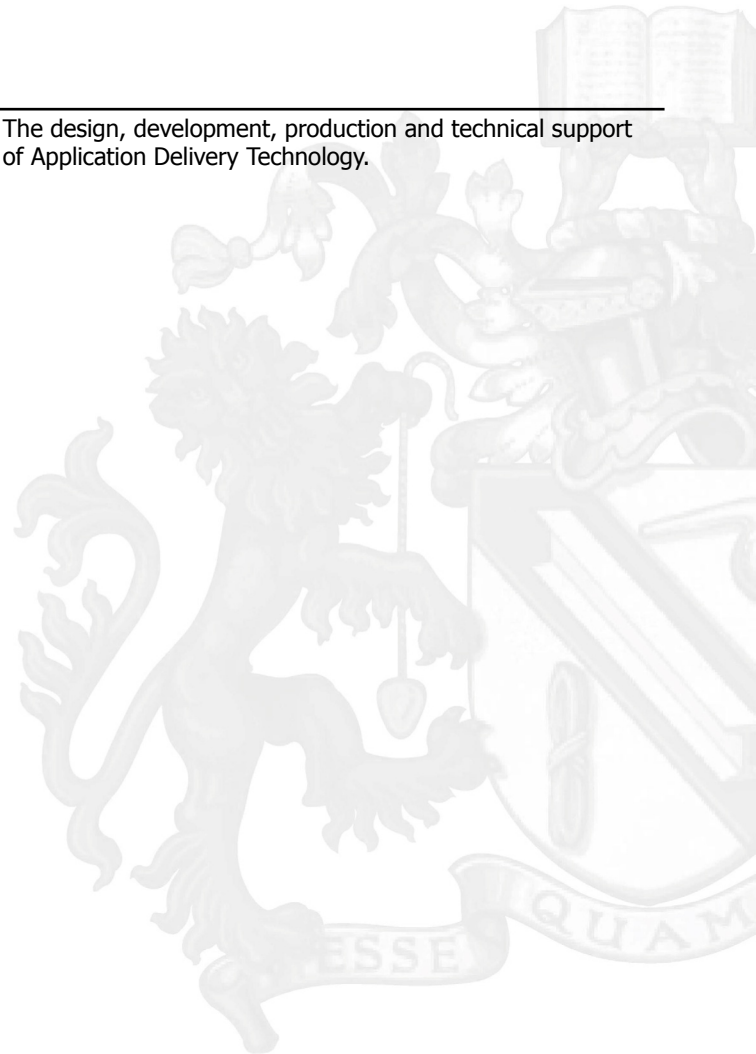 The design, development, production and technical support
of Application Delivery Technology.
ESSE
QUAM